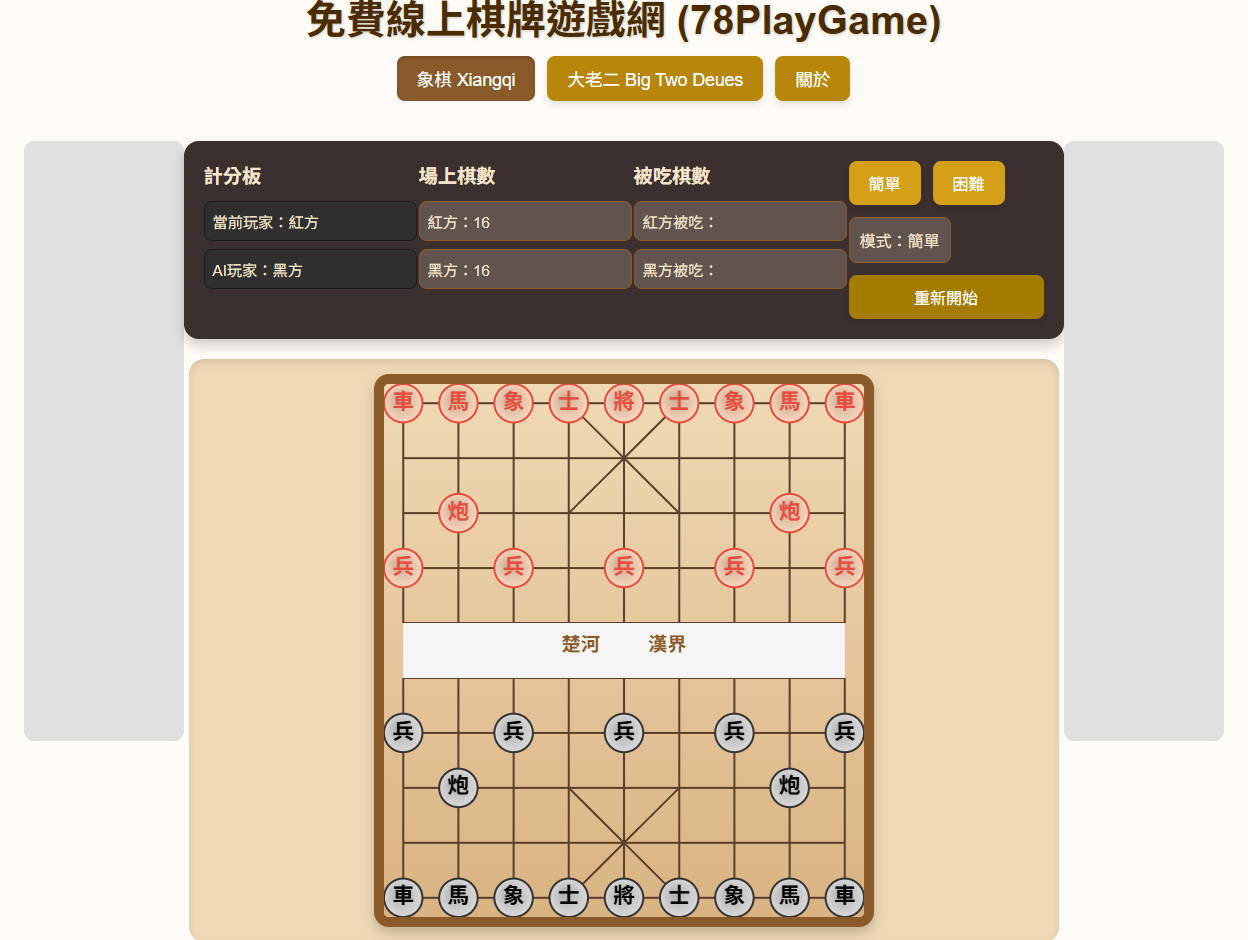 免費線上棋牌遊戲網 (78PlayGame)
象棋 Xiangqi 大老二 Big Two Deues 關於
計分板 場上棋數 被吃棋數 簡單 困難
當前玩家：紅方 紅方：16 紅方被吃： 模式：簡單
AI玩家：黑方 黑方：16 黑方被吃： 重新開始
車 馬 象 士 將 士 象 馬 車
炮 炮
兵 兵 兵 兵 兵
楚河 漢界
兵 兵 兵 兵 兵
炮 炮
車 馬 象 士 將 士 象 馬 車